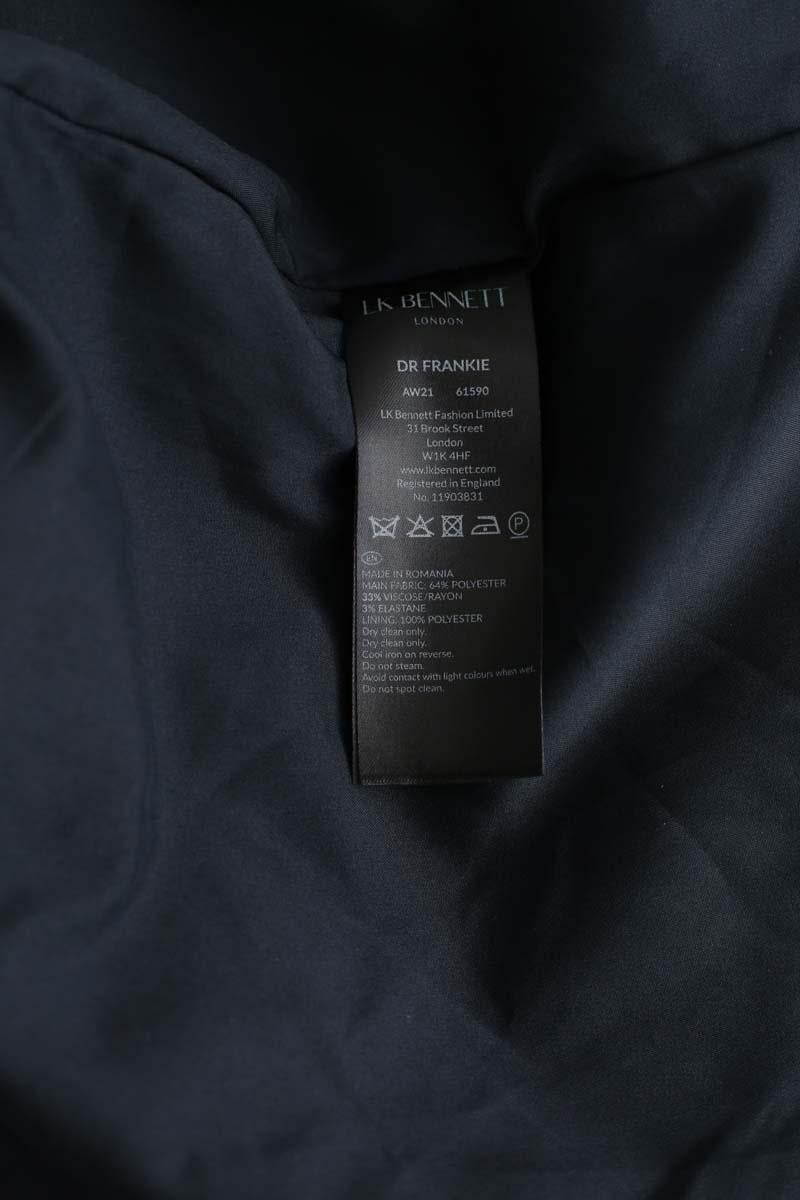 LK BENNETT
LONDON
DR FRANKIE
AW21 61590
LK Bennett Fashion Limited
31 Brook Street
London
W1K 4HF
www.lkbennett.com
Registered in England
No. 11903831
P
EN
MADE IN ROMANIA
MAIN FABRIC: 64% POLYESTER
33% VISCOSE/RAYON
3% ELASTANE
LINING: 100% POLYESTER
Dry clean only.
Dry clean only.
Cool iron on reverse.
Do not steam.
Avoid contact with light colours when wet.
Do not spot clean.